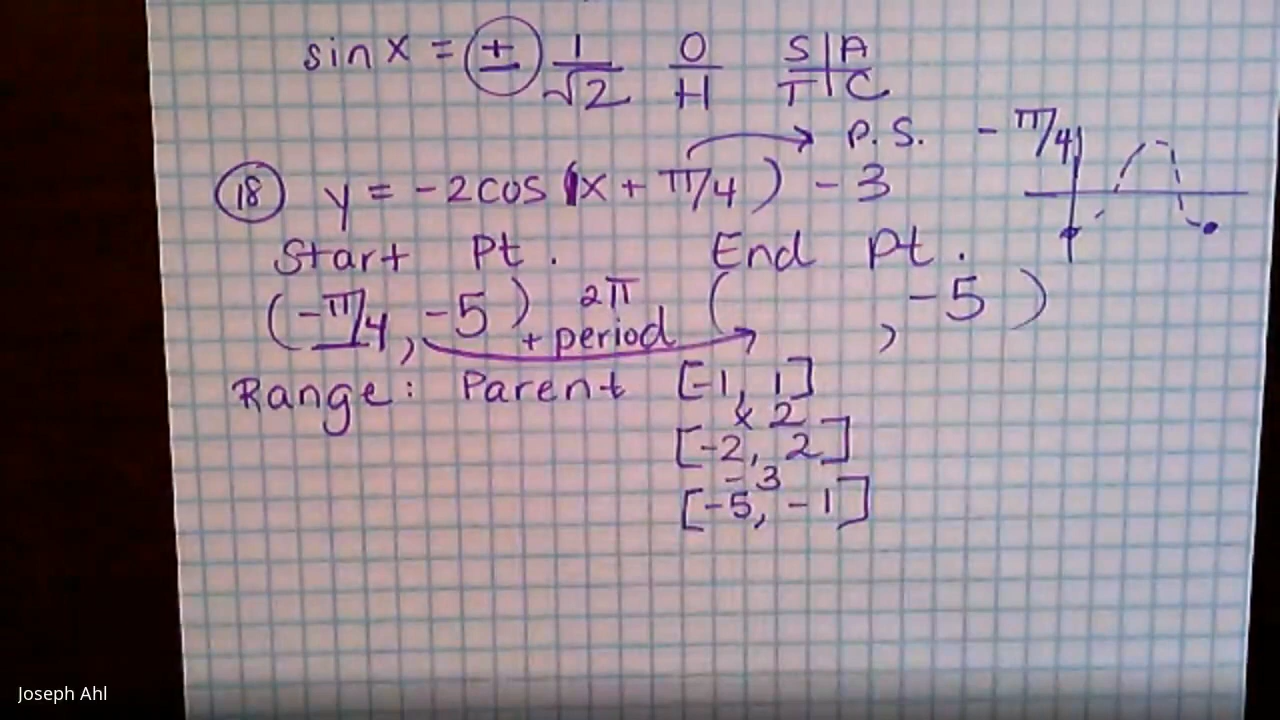 sin x = ± 1/√2 O/H S A T C
P.S. - π/4
18 y = -2cos (x + π/4) - 3
Start Pt. End Pt.
(-π/4, -5) 2π + period ( , -5)
Range: Parent [-1, 1]
x 2
[-2, 2]
-3
[-5, -1]
Joseph Ahl